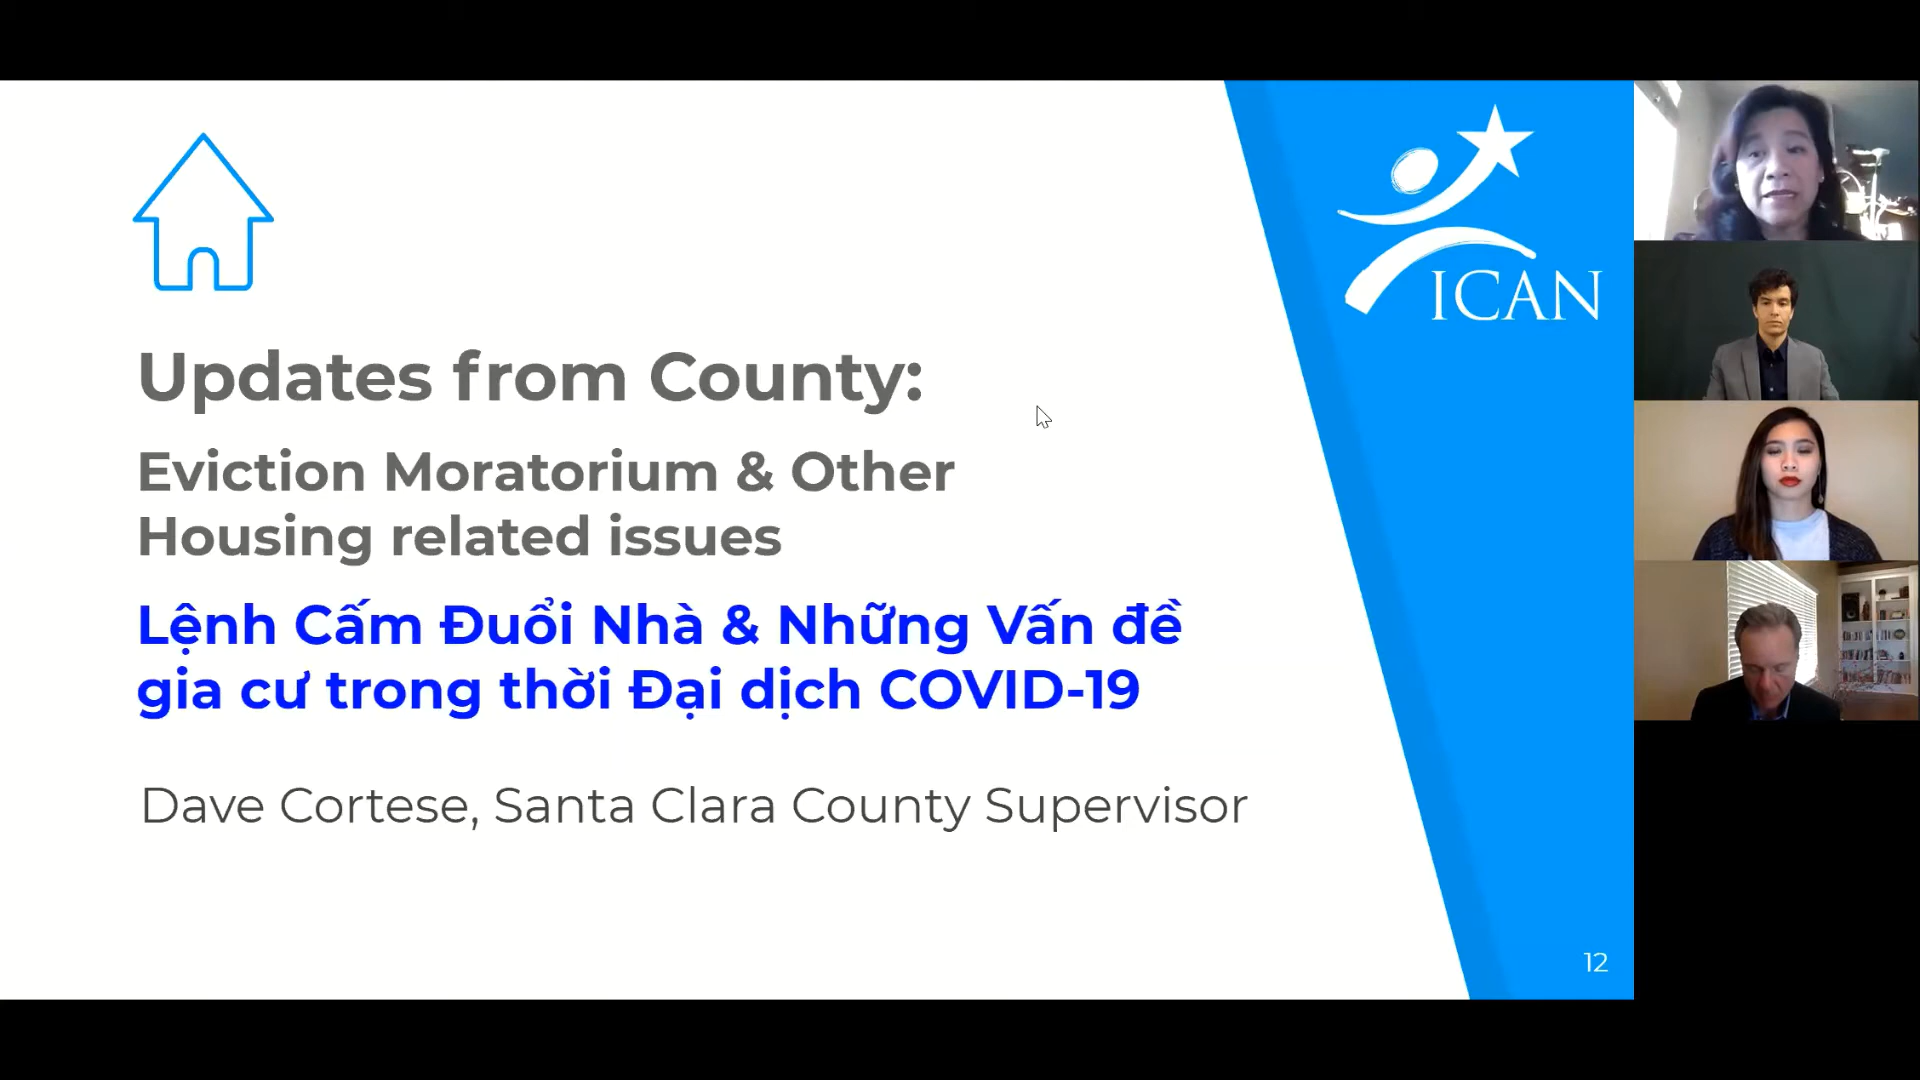 ICAN
Updates from County:
Eviction Moratorium & Other
Housing related issues
Lệnh Cấm Đuổi Nhà & Những Vấn đề
gia cư trong thời Đại dịch COVID-19
Dave Cortese, Santa Clara County Supervisor
12